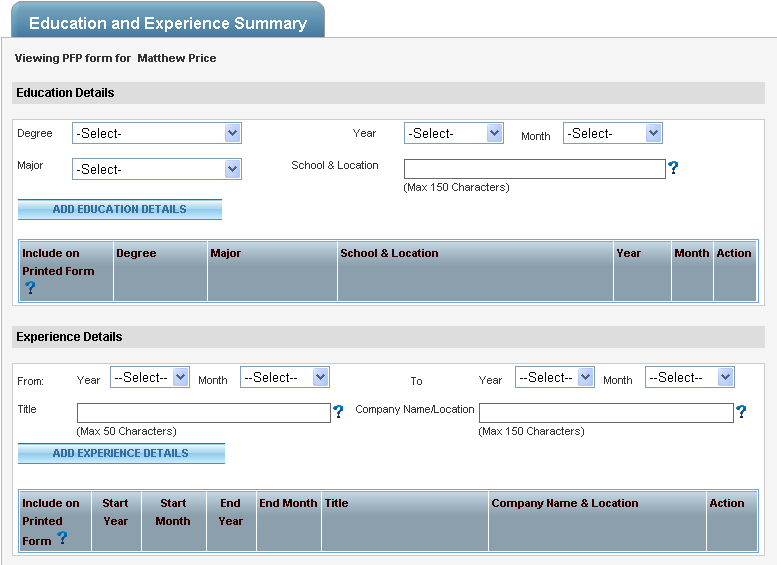 Education and Experience Summary
Viewing PFP form for Matthew Price
Education Details
Degree -Select- Year -Select- Month -Select-
Major -Select- School & Location ?
(Max 150 Characters)
ADD EDUCATION DETAILS
Include on Degree Major School & Location Year Month Action
Printed Form
?
Experience Details
From: Year --Select-- Month --Select-- To Year --Select-- Month --Select--
Title ? Company Name/Location ?
(Max 50 Characters) (Max 150 Characters)
ADD EXPERIENCE DETAILS
Include on Start Start End End Month Title Company Name & Location Action
Printed Year Month Year
Form ?